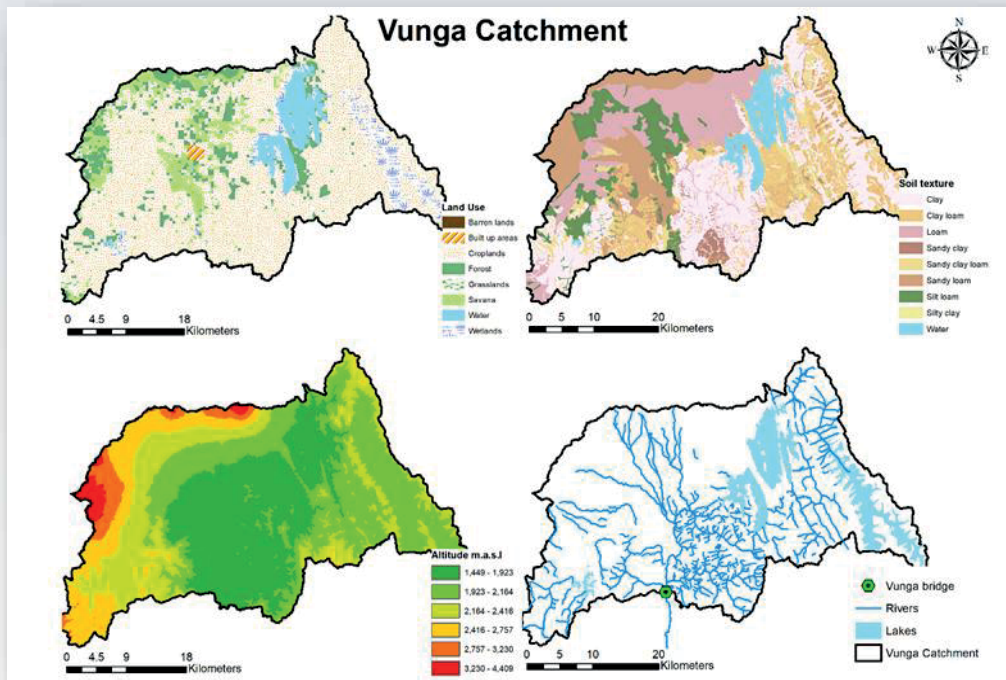 Vunga Catchment
N
W
E
S
Land Use
Barren lands
Built up areas
Croplands
Forest
Grasslands
Savana
Water
Wetlands
0 4.5 9 18
Kilometers
Soil texture
Clay
Clay loam
Loam
Sandy clay
Sandy clay loam
Sandy loam
Silt loam
Silty clay
Water
0 5 10 20
Kilometers
Altitude m.a.s.l
1,449 - 1,923
1,923 - 2,164
2,164 - 2,416
2,416 - 2,757
2,757 - 3,230
3,230 - 4,409
0 4.5 9 18
Kilometers
Vunga bridge
Rivers
Lakes
Vunga Catchment
0 5 10 20
Kilometers